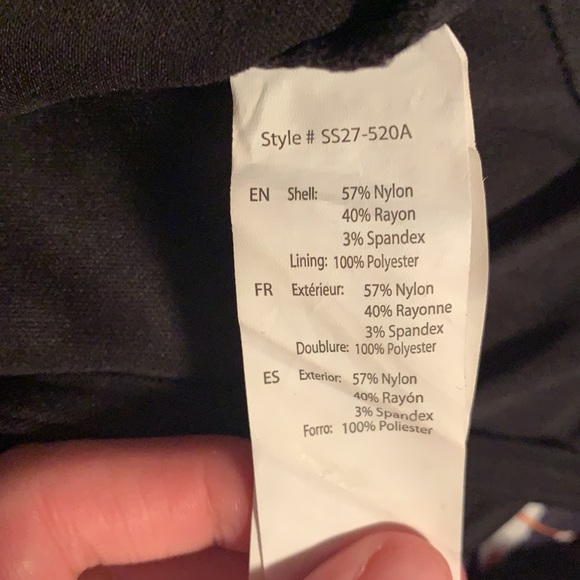 Style # SS27-520A
EN Shell: 57% Nylon
40% Rayon
3% Spandex
Lining: 100% Polyester
FR Extérieur: 57% Nylon
40% Rayonne
3% Spandex
Doublure: 100% Polyester
ES Exterior: 57% Nylon
40% Rayón
3% Spandex
Forro: 100% Poliester